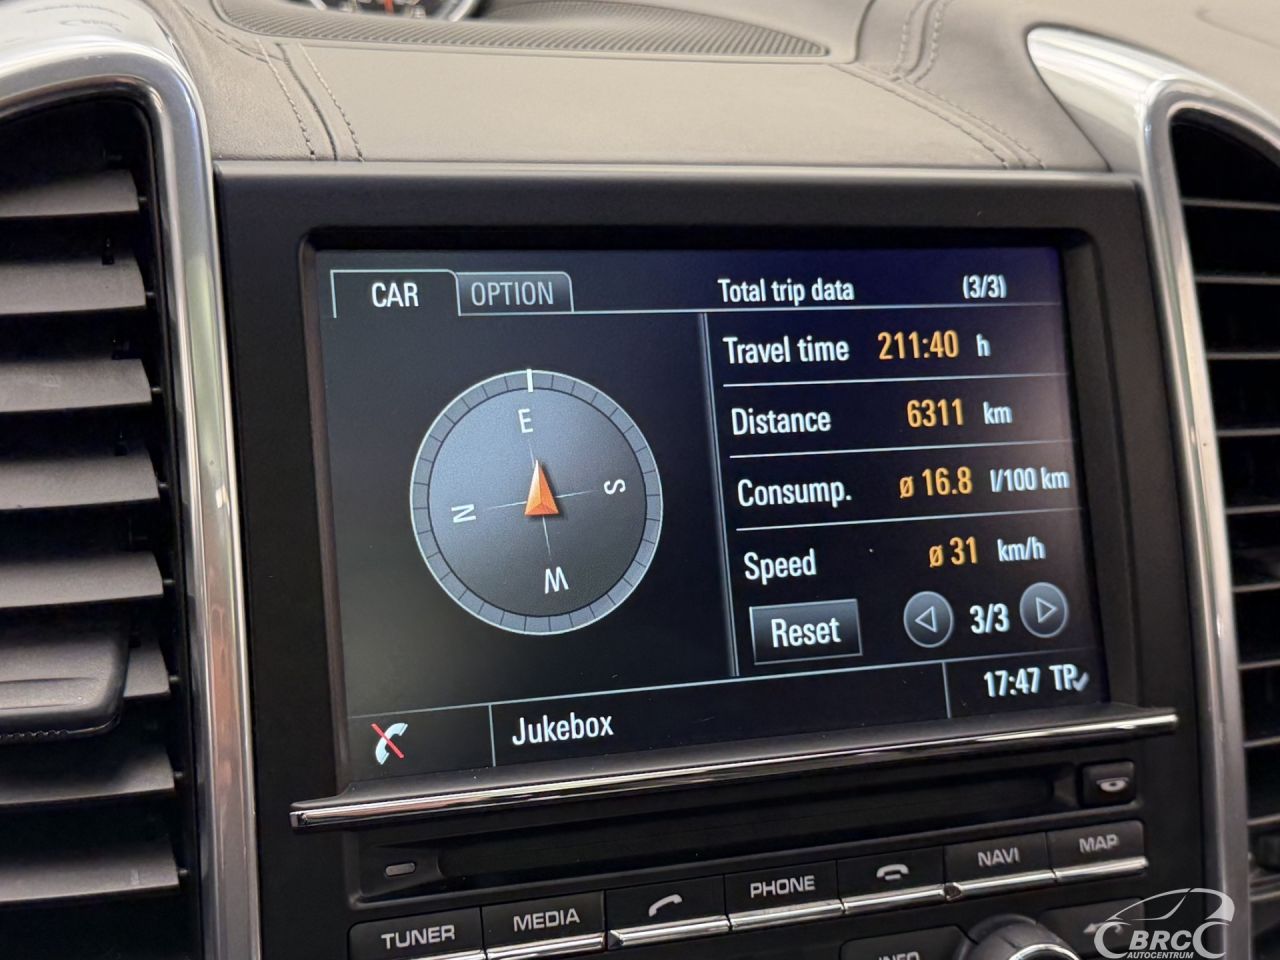 CAR OPTION Total trip data (3/3)
Travel time 211:40 h
Distance 6311 km
Consump. ø 16.8 l/100 km
Speed ø 31 km/h
E
S
N
W
Reset 3/3
17:47 TP
Jukebox
TUNER MEDIA PHONE NAVI MAP
INFO
BRC
AUTOCENTRUM